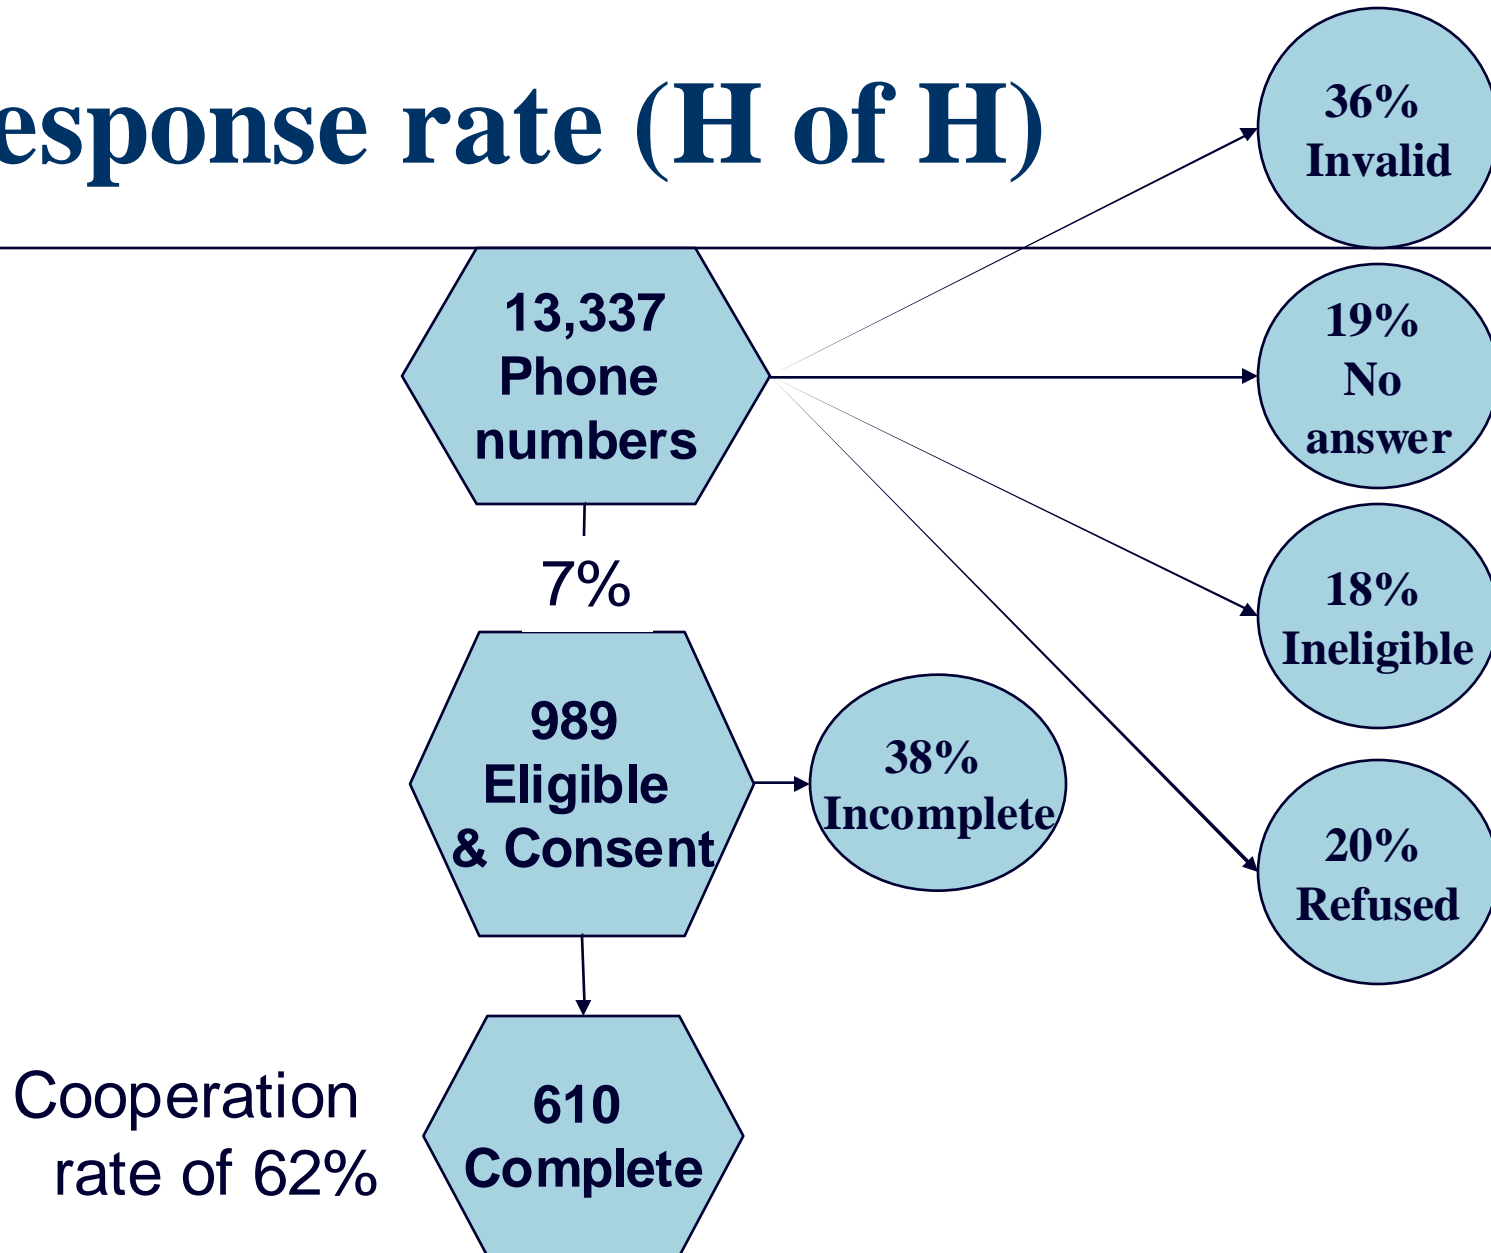 esponse rate (H of H)
36%
Invalid
13,337
Phone
numbers
19%
No
answer
7%
18%
Ineligible
989
Eligible
& Consent
38%
Incomplete
20%
Refused
Cooperation
rate of 62%
610
Complete